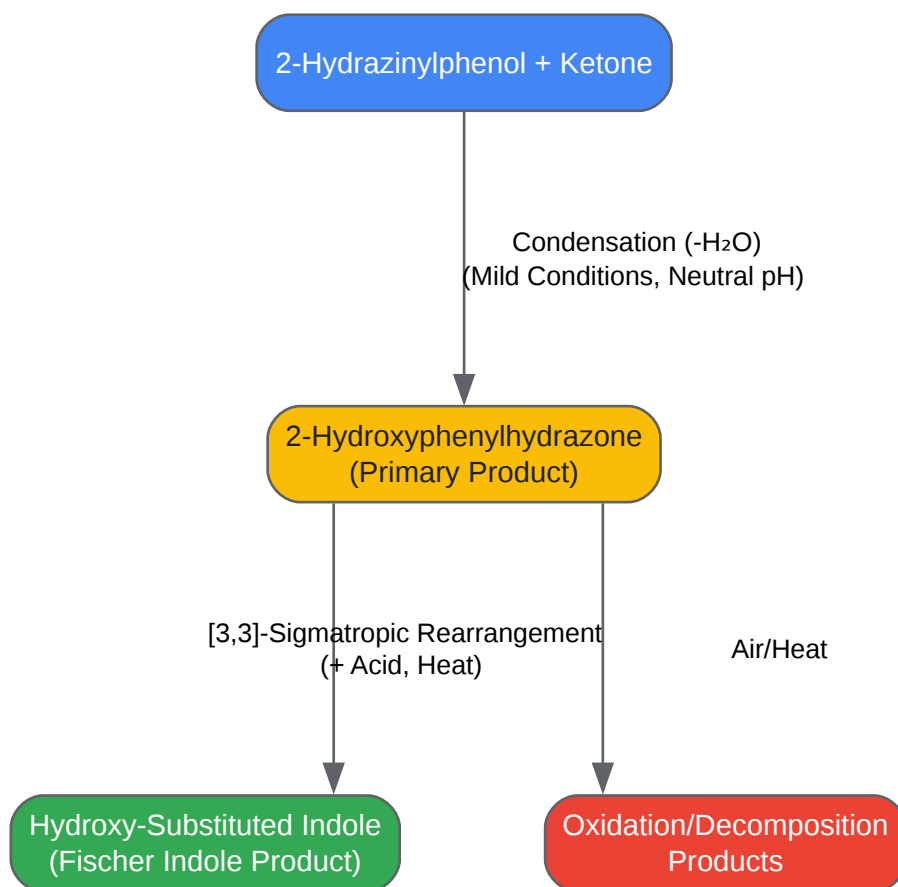 2-Hydrazinylphenol + Ketone
Condensation (-H₂O)
(Mild Conditions, Neutral pH)
2-Hydroxyphenylhydrazone
(Primary Product)
[3,3]-Sigmatropic Rearrangement
(+ Acid, Heat)
Air/Heat
Hydroxy-Substituted Indole
(Fischer Indole Product)
Oxidation/Decomposition
Products